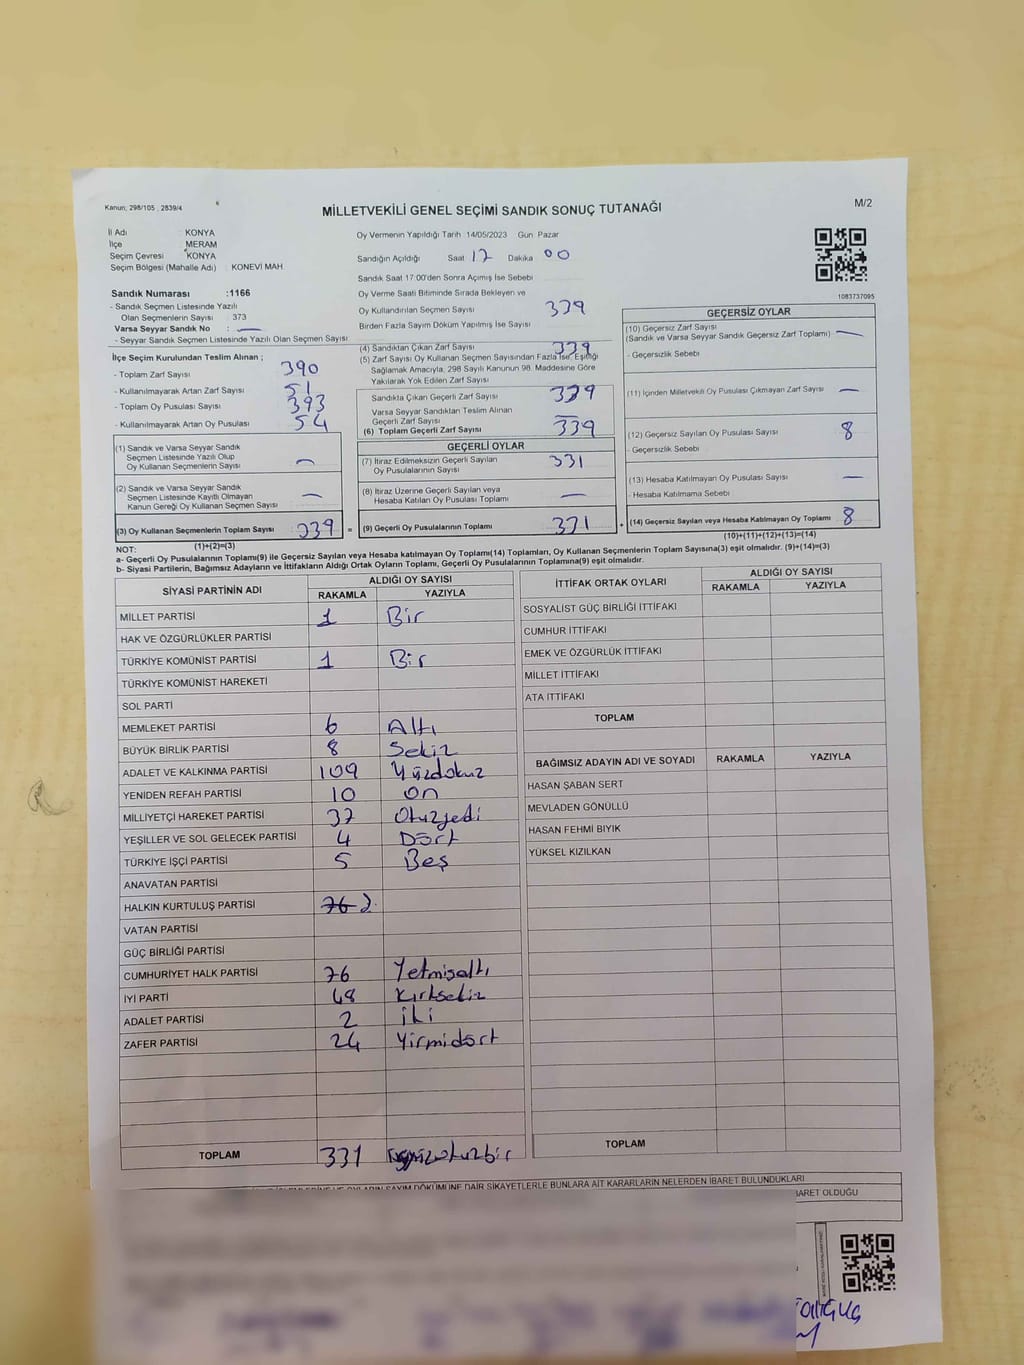 Kanun; 298/105 , 2839/4
MİLLETVEKİLİ GENEL SEÇİMİ SANDIK SONUÇ TUTANAĞI
M/2
İl Adı : KONYA
İlçe : MERAM
Seçim Çevresi : KONYA
Seçim Bölgesi (Mahalle Adı) : KONEVİ MAH
Oy Vermenin Yapıldığı Tarih 14/05/2023 Gün Pazar
Sandığın Açıldığı Saat 17 Dakika 00
Sandık Saat 17:00'den Sonra Açımış İse Sebebi
Oy Verme Saati Bitiminde Sırada Bekleyen ve
Oy Kullandırılan Seçmen Sayısı 339
Birden Fazla Sayım Döküm Yapılmış İse Sayısı
1083737095
Sandık Numarası :1166
- Sandık Seçmen Listesinde Yazılı
Olan Seçmenlerin Sayısı : 373
Varsa Seyyar Sandık No : —
- Seyyar Sandık Seçmen Listesinde Yazılı Olan Seçmen Sayısı
İlçe Seçim Kurulundan Teslim Alınan ;
- Toplam Zarf Sayısı 390
- Kullanılmayarak Artan Zarf Sayısı 51
- Toplam Oy Pusulası Sayısı 393
- Kullanılmayarak Artan Oy Pusulası 54
(1) Sandık ve Varsa Seyyar Sandık
Seçmen Listesinde Yazılı Olup
Oy Kullanan Seçmenlerin Sayısı —
(2) Sandık ve Varsa Seyyar Sandık
Seçmen Listesinde Kayıtlı Olmayan
Kanun Gereği Oy Kullanan Seçmen Sayısı —
(3) Oy Kullanan Seçmenlerin Toplam Sayısı 339 =
(1)+(2)=(3)
(4) Sandıktan Çıkan Zarf Sayısı 339
(5) Zarf Sayısı Oy Kullanan Seçmen Sayısından Fazla İse, Eşitliği
Sağlamak Amacıyla, 298 Sayılı Kanunun 98. Maddesine Göre
Yakılarak Yok Edilen Zarf Sayısı
Sandıkta Çıkan Geçerli Zarf Sayısı 339
Varsa Seyyar Sandıktan Teslim Alınan
Geçerli Zarf Sayısı —
(6) Toplam Geçerli Zarf Sayısı 339
GEÇERLİ OYLAR
(7) İtiraz Edilmeksizin Geçerli Sayılan
Oy Pusulalarının Sayısı 331
(8) İtiraz Üzerine Geçerli Sayılan veya
Hesaba Katılan Oy Pusulaları Toplamı —
(9) Geçerli Oy Pusulalarının Toplamı 331 +
GEÇERSİZ OYLAR
(10) Geçersiz Zarf Sayısı
(Sandık ve Varsa Seyyar Sandık Geçersiz Zarf Toplamı) —
- Geçersizlik Sebebi
(11) İçinden Milletvekili Oy Pusulası Çıkmayan Zarf Sayısı —
(12) Geçersiz Sayılan Oy Pusulası Sayısı 8
- Geçersizlik Sebebi
(13) Hesaba Katılmayan Oy Pusulası Sayısı —
- Hesaba Katılmama Sebebi
(14) Geçersiz Sayılan veya Hesaba Katılmayan Oy Toplamı 8
(10)+(11)+(12)+(13)=(14)
NOT:
a- Geçerli Oy Pusulalarının Toplamı(9) ile Geçersiz Sayılan veya Hesaba katılmayan Oy Toplamı(14) Toplamları, Oy Kullanan Seçmenlerin Toplam Sayısına(3) eşit olmalıdır. (9)+(14)=(3)
b- Siyasi Partilerin, Bağımsız Adayların ve İttifakların Aldığı Ortak Oyların Toplamı, Geçerli Oy Pusulalarının Toplamına(9) eşit olmalıdır.
SİYASİ PARTİNİN ADI
ALDIĞI OY SAYISI
RAKAMLA YAZIYLA
MİLLET PARTİSİ 1 Bir
HAK VE ÖZGÜRLÜKLER PARTİSİ
TÜRKİYE KOMÜNİST PARTİSİ 1 Bir
TÜRKİYE KOMÜNİST HAREKETİ
SOL PARTİ
MEMLEKET PARTİSİ 6 Altı
BÜYÜK BİRLİK PARTİSİ 8 Sekiz
ADALET VE KALKINMA PARTİSİ 109 Yüzdokuz
YENİDEN REFAH PARTİSİ 10 On
MİLLİYETÇİ HAREKET PARTİSİ 37 Otuzyedi
YEŞİLLER VE SOL GELECEK PARTİSİ 4 Dört
TÜRKİYE İŞÇİ PARTİSİ 5 Beş
ANAVATAN PARTİSİ
HALKIN KURTULUŞ PARTİSİ 76
VATAN PARTİSİ
GÜÇ BİRLİĞİ PARTİSİ
CUMHURİYET HALK PARTİSİ 76 Yetmişaltı
İYİ PARTİ 48 Kırksekiz
ADALET PARTİSİ 2 İki
ZAFER PARTİSİ 24 Yirmidört
TOPLAM 331
İTTİFAK ORTAK OYLARI
ALDIĞI OY SAYISI
RAKAMLA YAZIYLA
SOSYALİST GÜÇ BİRLİĞİ İTTİFAKI
CUMHUR İTTİFAKI
EMEK VE ÖZGÜRLÜK İTTİFAKI
MİLLET İTTİFAKI
ATA İTTİFAKI
TOPLAM
BAĞIMSIZ ADAYIN ADI VE SOYADI RAKAMLA YAZIYLA
HASAN ŞABAN SERT
MEVLADEN GÖNÜLLÜ
HASAN FEHMİ BIYIK
YÜKSEL KIZILKAN
TOPLAM
SAYIM DÖKÜMÜNE DAİR ŞİKAYETLERLE BUNLARA AİT KARARLARIN NELERDEN İBARET BULUNDUKLARI
BARET OLDUĞU